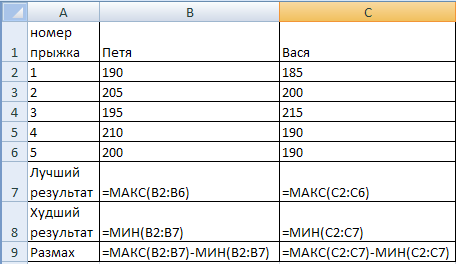 A B C
1 номер прыжка Петя Вася
2 1 190 185
3 2 205 200
4 3 195 215
5 4 210 190
6 5 200 190
7 Лучший результат =МАКС(B2:B6) =МАКС(C2:C6)
8 Худший результат =МИН(B2:B7) =МИН(C2:C7)
9 Размах =МАКС(B2:B7)-МИН(B2:B7) =МАКС(C2:C7)-МИН(C2:C7)